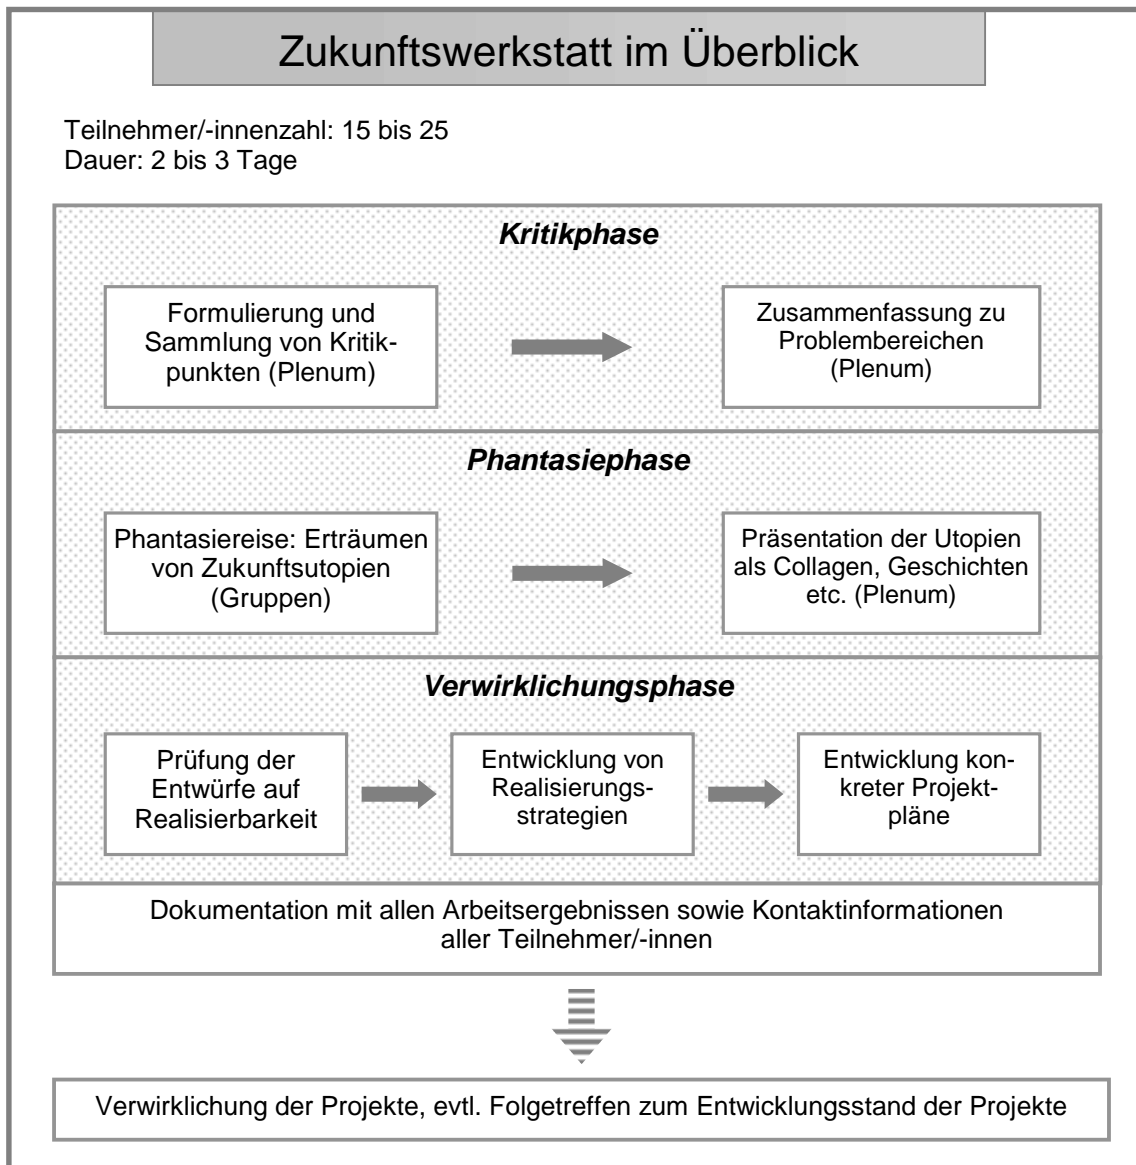 Zukunftswerkstatt im Überblick
Teilnehmer/-innenzahl: 15 bis 25
Dauer: 2 bis 3 Tage
Kritikphase
Formulierung und
Sammlung von Kritik-
punkten (Plenum)
Zusammenfassung zu
Problembereichen
(Plenum)
Phantasiephase
Phantasiereise: Erträumen
von Zukunftsutopien
(Gruppen)
Präsentation der Utopien
als Collagen, Geschichten
etc. (Plenum)
Verwirklichungsphase
Prüfung der
Entwürfe auf
Realisierbarkeit
Entwicklung von
Realisierungs-
strategien
Entwicklung kon-
kreter Projekt-
pläne
Dokumentation mit allen Arbeitsergebnissen sowie Kontaktinformationen
aller Teilnehmer/-innen
Verwirklichung der Projekte, evtl. Folgetreffen zum Entwicklungsstand der Projekte